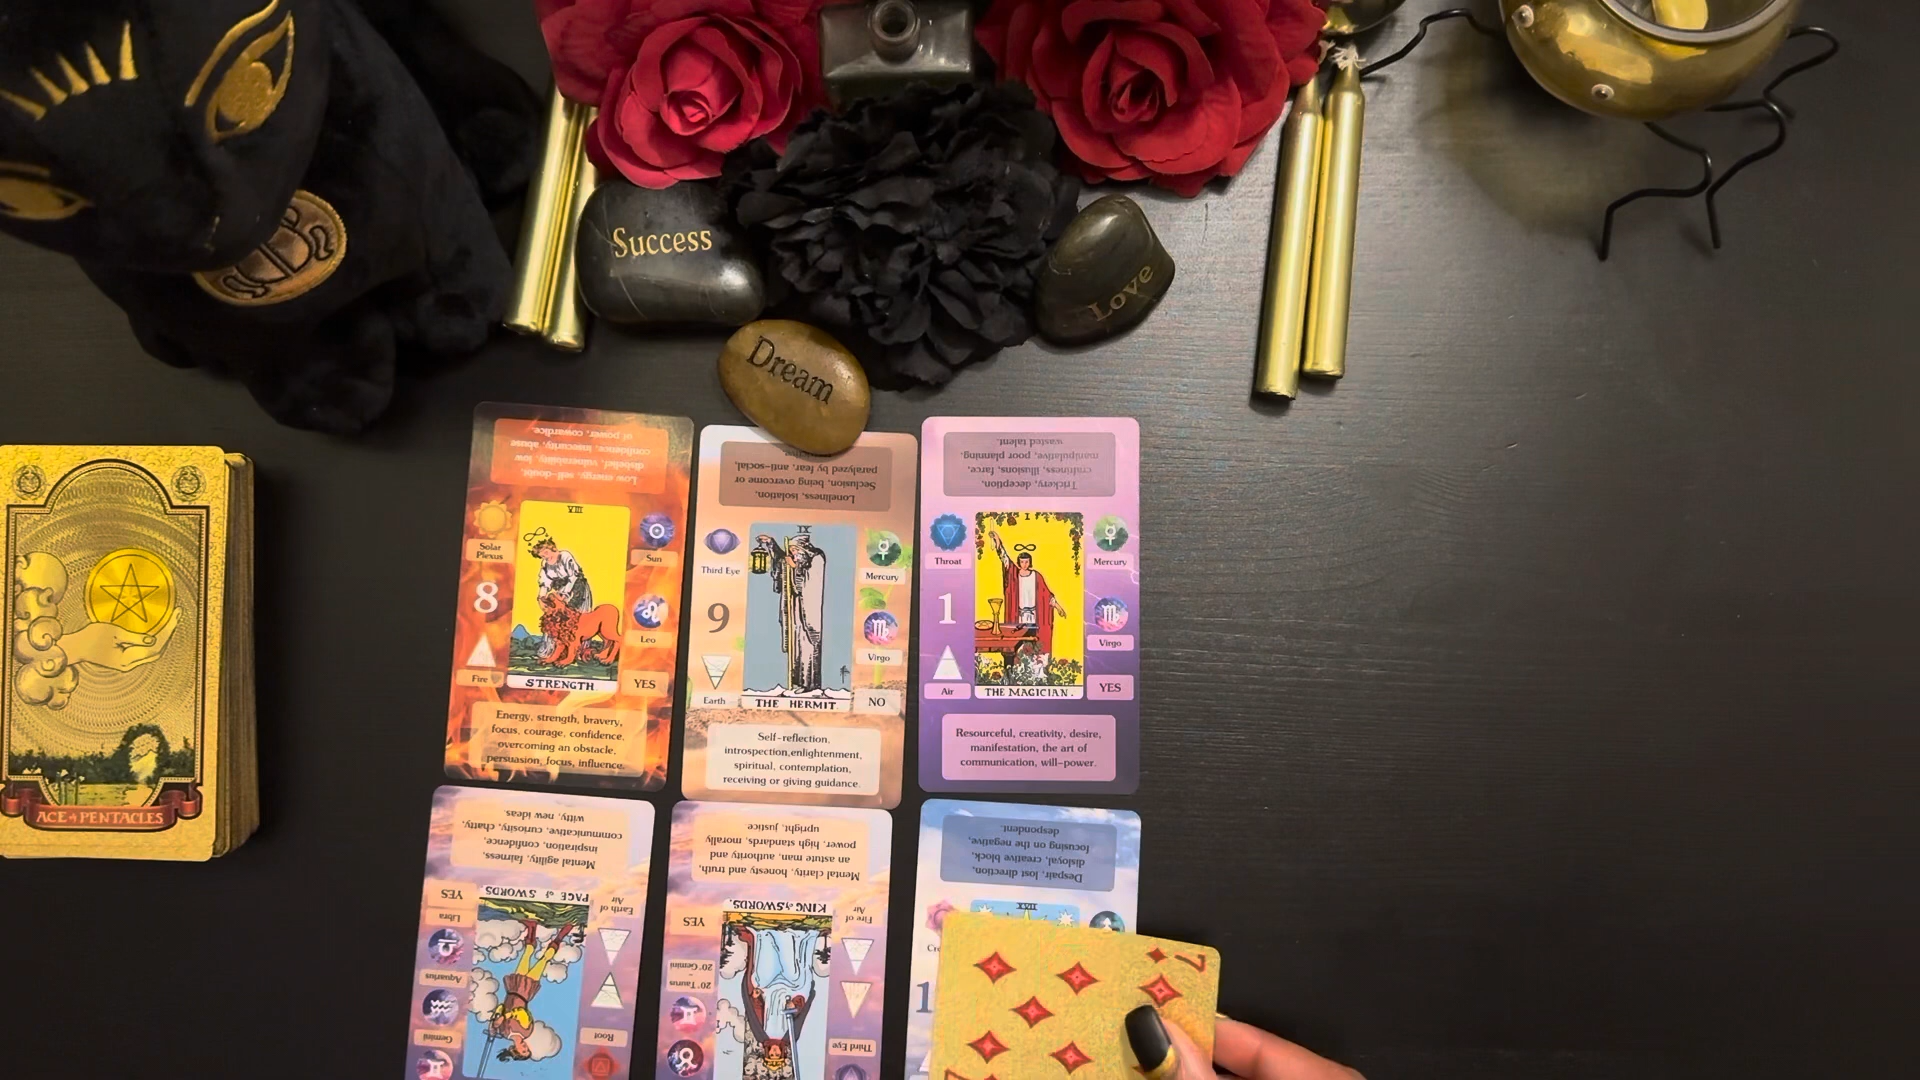 Success
Love
Dream
ACE of PENTACLES
Low energy, self-doubt,
disbelief, vulnerability, low
confidence, insecurity, abuse
of power, cowardice.
VIII
Solar
Plexus
Sun
8
Leo
Fire
STRENGTH.
YES
Energy, strength, bravery,
focus, courage, confidence,
overcoming an obstacle,
persuasion, focus, influence.
Loneliness, isolation,
Seclusion, being overcome or
paralyzed by fear, anti-social,
IX
Third Eye
Mercury
9
Virgo
Earth
THE HERMIT.
NO
Self-reflection,
introspection,enlightenment,
spiritual, contemplation,
receiving or giving guidance.
Trickery, deception,
craftiness, illusions, farce,
manipulative, poor planning,
wasted talent.
I
Throat
Mercury
1
Virgo
Air
THE MAGICIAN.
YES
Resourceful, creativity, desire,
manifestation, the art of
communication, will-power.
Mental agility, fairness,
inspiration, confidence,
communicative, curiosity, chatty,
witty, new ideas.
PAGE of SWORDS
YES
Libra
Aquarius
Gemini
Earth of
Air
Root
Mental clarity, honesty and truth,
an astute man, authority and
power, high standards, morally
upright, justice
KING of SWORDS.
YES
20° Gemini
-
20° Taurus
Fire of
Air
Third Eye
Despair, lost direction,
disloyal, creative block,
focusing on the negative,
despondent.
XVII
1
7